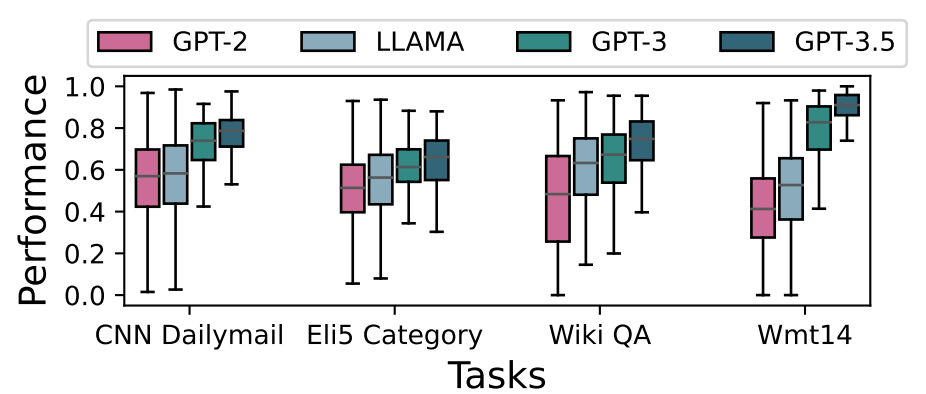 GPT-2 LLAMA GPT-3 GPT-3.5
Performance
1.0
0.8
0.6
0.4
0.2
0.0
CNN Dailymail Eli5 Category Wiki QA Wmt14
Tasks